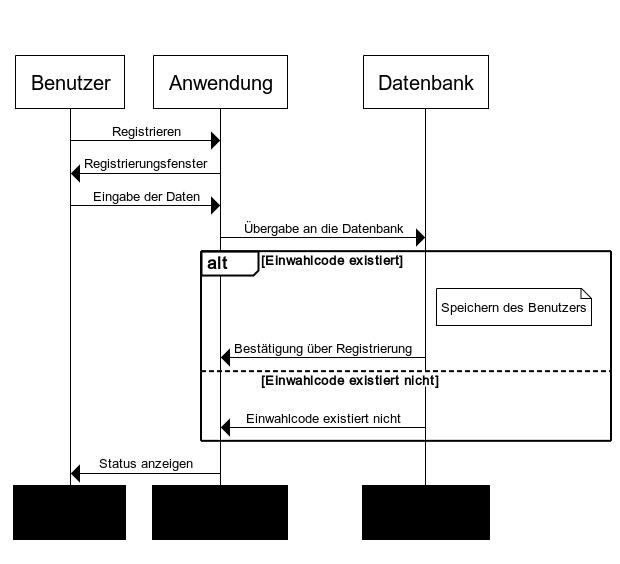 Benutzer
Anwendung
Datenbank
Registrieren
Registrierungsfenster
Eingabe der Daten
Übergabe an die Datenbank
alt
[Einwahlcode existiert]
Speichern des Benutzers
Bestätigung über Registrierung
[Einwahlcode existiert nicht]
Einwahlcode existiert nicht
Status anzeigen